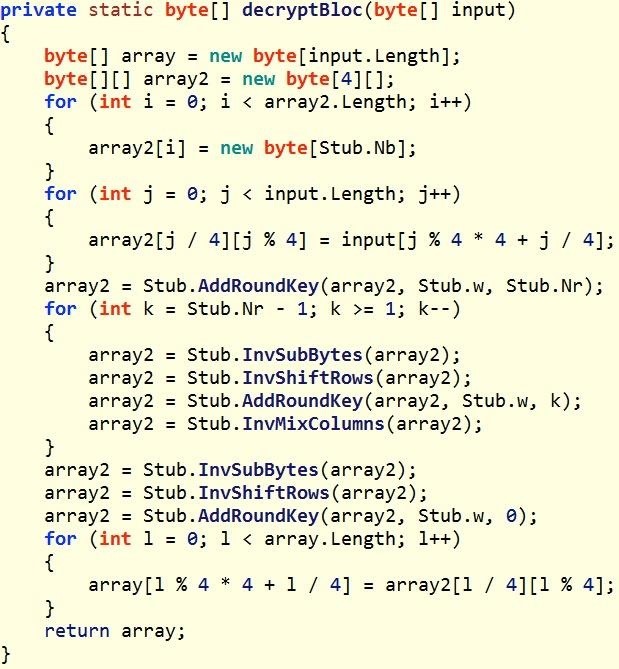 private static byte[] decryptBloc(byte[] input)
{
    byte[] array = new byte[input.Length];
    byte[][] array2 = new byte[4][];
    for (int i = 0; i < array2.Length; i++)
    {
        array2[i] = new byte[Stub.Nb];
    }
    for (int j = 0; j < input.Length; j++)
    {
        array2[j / 4][j % 4] = input[j % 4 * 4 + j / 4];
    }
    array2 = Stub.AddRoundKey(array2, Stub.w, Stub.Nr);
    for (int k = Stub.Nr - 1; k >= 1; k--)
    {
        array2 = Stub.InvSubBytes(array2);
        array2 = Stub.InvShiftRows(array2);
        array2 = Stub.AddRoundKey(array2, Stub.w, k);
        array2 = Stub.InvMixColumns(array2);
    }
    array2 = Stub.InvSubBytes(array2);
    array2 = Stub.InvShiftRows(array2);
    array2 = Stub.AddRoundKey(array2, Stub.w, 0);
    for (int l = 0; l < array.Length; l++)
    {
        array[l % 4 * 4 + l / 4] = array2[l / 4][l % 4];
    }
    return array;
}